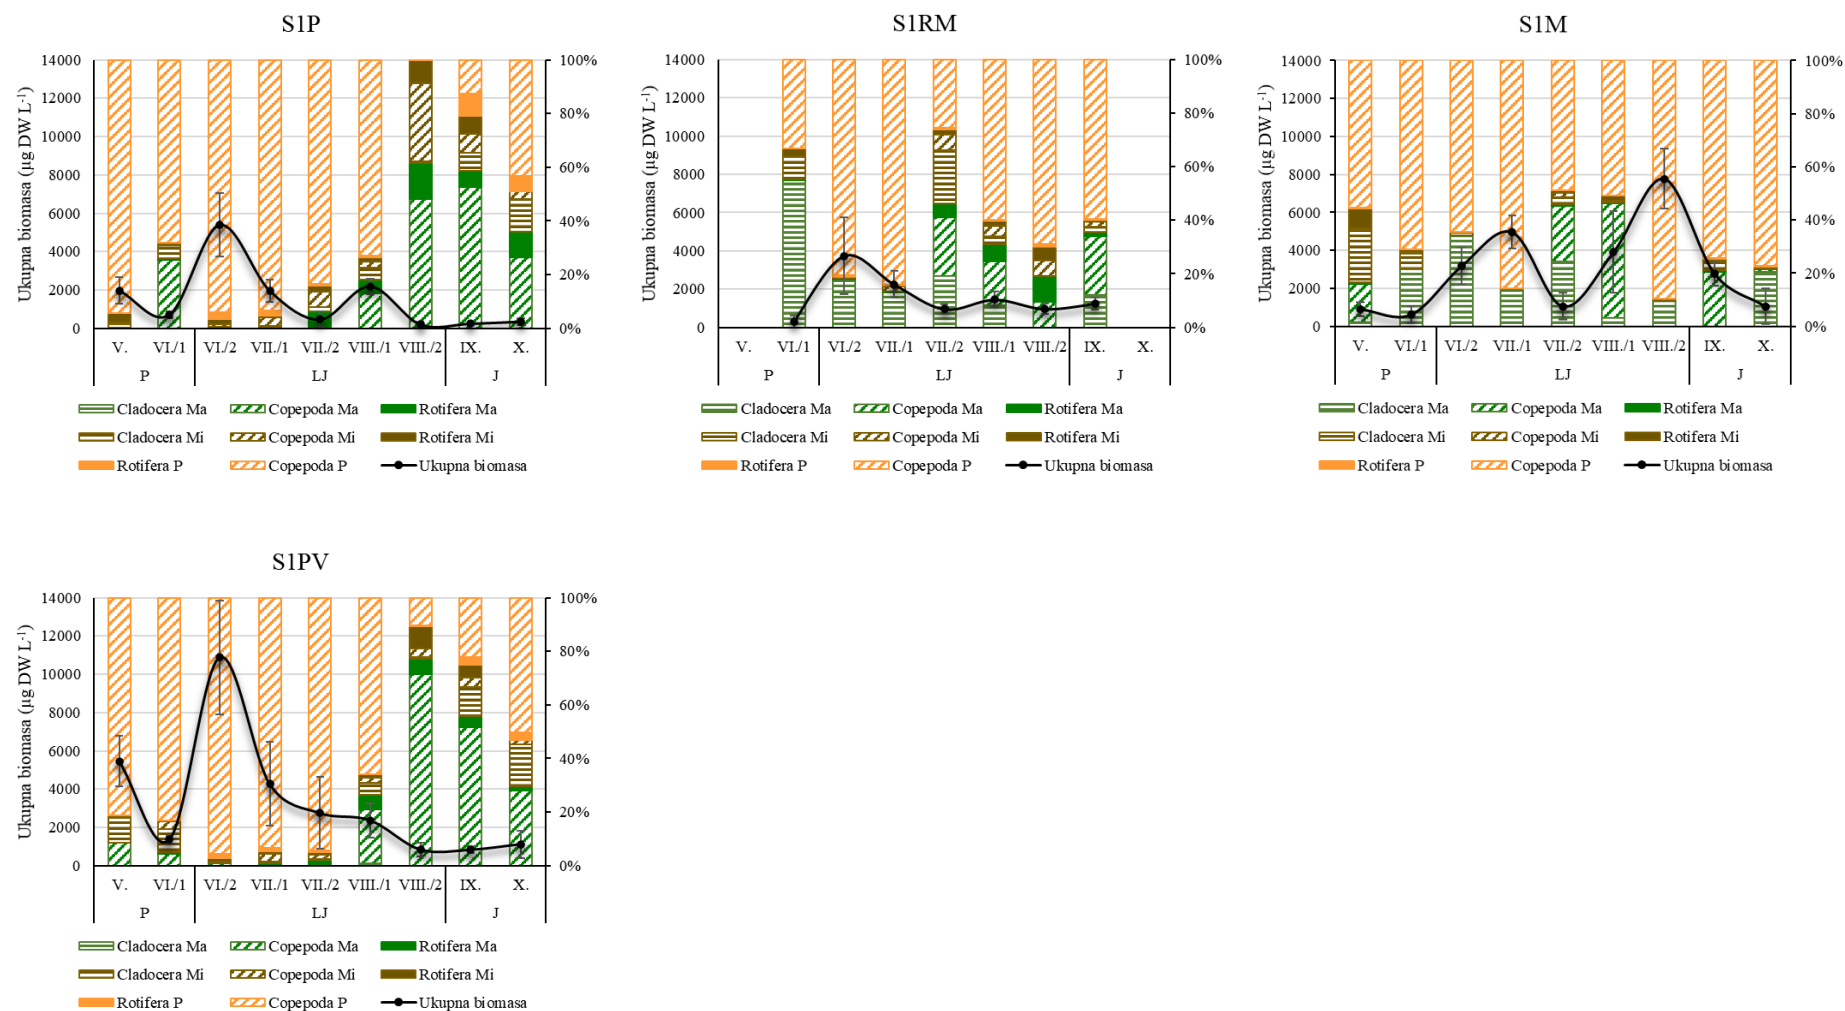 S1P
Ukupna biomasa (µg DW L-1)
14000
12000
10000
8000
6000
4000
2000
0
100%
80%
60%
40%
20%
0%
V. VI./1 VI./2 VII./1 VII./2 VIII./1 VIII./2 IX. X.
P LJ J
Cladocera Ma Copepoda Ma Rotifera Ma
Cladocera Mi Copepoda Mi Rotifera Mi
Rotifera P Copepoda P Ukupna biomasa
S1RM
Ukupna biomasa (µg DW L-1)
14000
12000
10000
8000
6000
4000
2000
0
100%
80%
60%
40%
20%
0%
V. VI./1 VI./2 VII./1 VII./2 VIII./1 VIII./2 IX. X.
P LJ J
Cladocera Ma Copepoda Ma Rotifera Ma
Cladocera Mi Copepoda Mi Rotifera Mi
Rotifera P Copepoda P Ukupna biomasa
S1M
Ukupna biomasa (µg DW L-1)
14000
12000
10000
8000
6000
4000
2000
0
100%
80%
60%
40%
20%
0%
V. VI./1 VI./2 VII./1 VII./2 VIII./1 VIII./2 IX. X.
P LJ J
Cladocera Ma Copepoda Ma Rotifera Ma
Cladocera Mi Copepoda Mi Rotifera Mi
Rotifera P Copepoda P Ukupna biomasa
S1PV
Ukupna biomasa (µg DW L-1)
14000
12000
10000
8000
6000
4000
2000
0
100%
80%
60%
40%
20%
0%
V. VI./1 VI./2 VII./1 VII./2 VIII./1 VIII./2 IX. X.
P LJ J
Cladocera Ma Copepoda Ma Rotifera Ma
Cladocera Mi Copepoda Mi Rotifera Mi
Rotifera P Copepoda P Ukupna biomasa